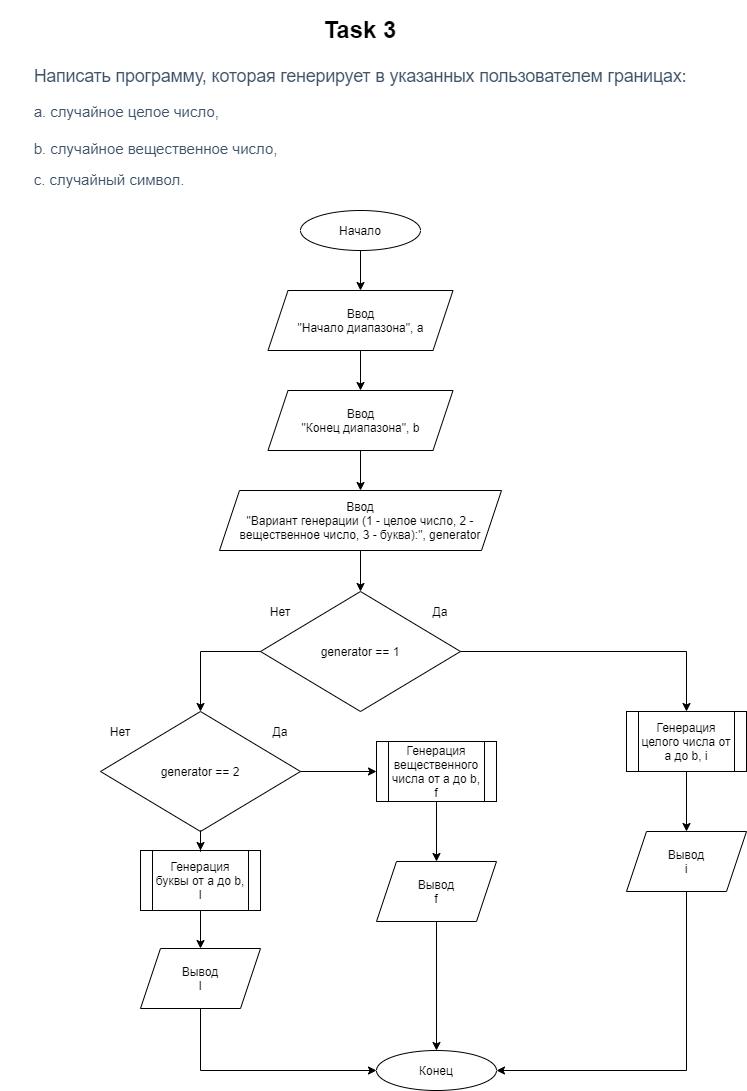 Task 3
Написать программу, которая генерирует в указанных пользователем границах:
a. случайное целое число,
b. случайное вещественное число,
c. случайный символ.
Начало
Ввод
"Начало диапазона", a
Ввод
"Конец диапазона", b
Ввод
"Вариант генерации (1 - целое число, 2 -
вещественное число, 3 - буква):", generator
Нет
Да
generator == 1
Нет
Да
generator == 2
Генерация
вещественного
числа от a до b,
f
Генерация
целого числа от
a до b, i
Генерация
буквы от a до b,
l
Вывод
f
Вывод
i
Вывод
l
Конец